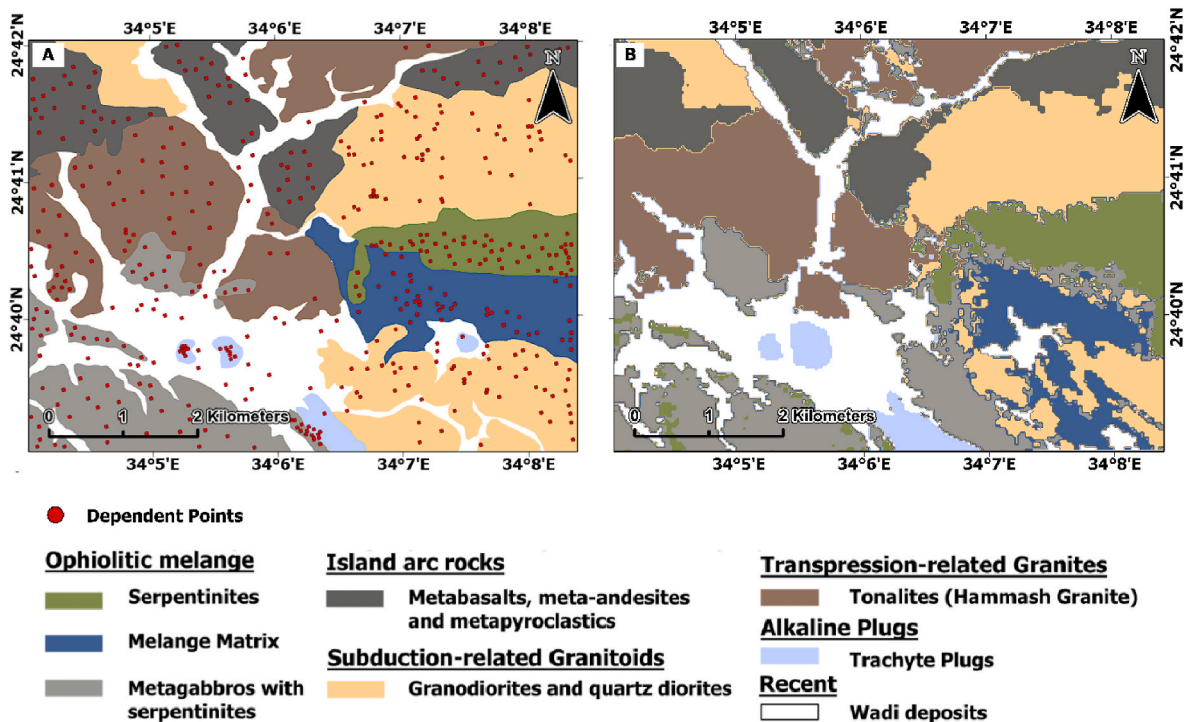 34°5'E 34°6'E 34°7'E 34°8'E
34°5'E 34°6'E 34°7'E 34°8'E
24°42'N
A
N
B
N
24°42'N
24°41'N
24°41'N
24°40'N
24°40'N
0 1 2 Kilometers
0 1 2 Kilometers
34°5'E 34°6'E 34°7'E 34°8'E
34°5'E 34°6'E 34°7'E 34°8'E
Dependent Points
Ophiolitic melange
Serpentinites
Melange Matrix
Metagabbros with
serpentinites
Island arc rocks
Metabasalts, meta-andesites
and metapyroclastics
Subduction-related Granitoids
Granodiorites and quartz diorites
Transpression-related Granites
Tonalites (Hammash Granite)
Alkaline Plugs
Trachyte Plugs
Recent
Wadi deposits